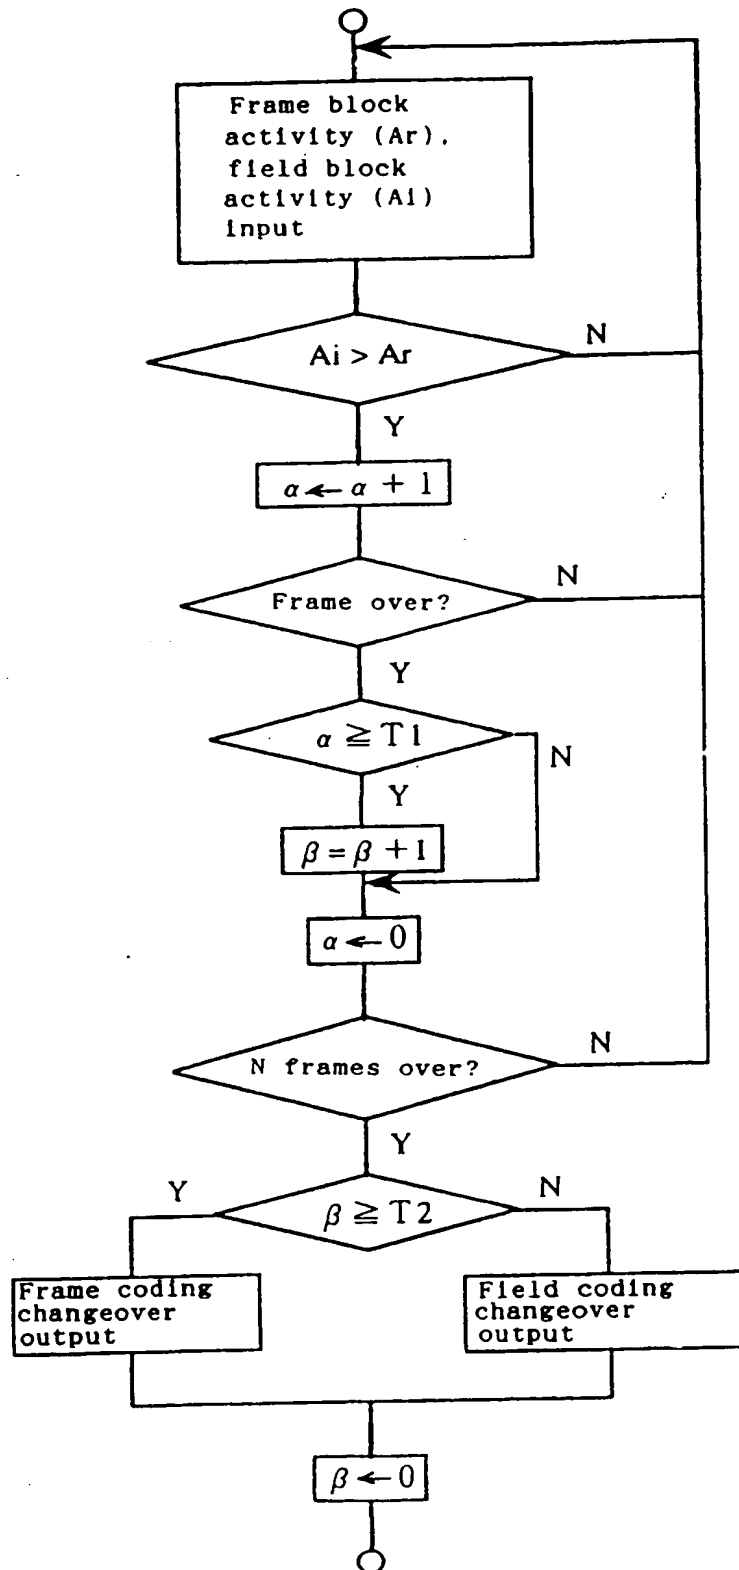 Frame block
activity (Ar),
field block
activity (Ai)
input
Ai > Ar
N
Y
α ← α + 1
Frame over?
N
Y
α ≧ T1
N
Y
β = β + 1
α ← 0
N frames over?
N
Y
Y
β ≧ T2
N
Frame coding
changeover
output
Field coding
changeover
output
β ← 0